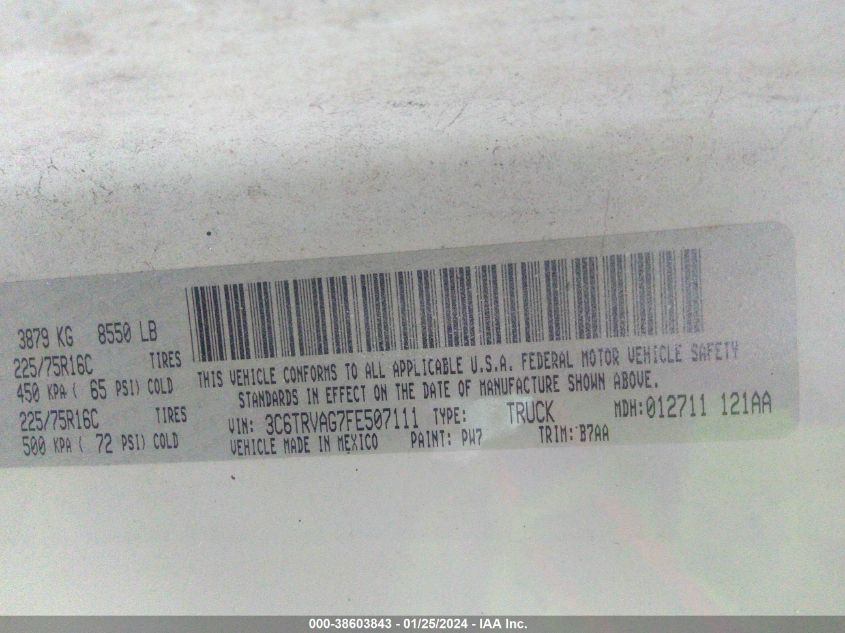 3879 KG 8550 LB
225/75R16C TIRES
450 KPA ( 65 PSI) COLD
225/75R16C TIRES
500 KPA ( 72 PSI) COLD
THIS VEHICLE CONFORMS TO ALL APPLICABLE U.S.A. FEDERAL MOTOR VEHICLE SAFETY
STANDARDS IN EFFECT ON THE DATE OF MANUFACTURE SHOWN ABOVE.
VIN: 3C6TRVAG7FE507111 TYPE: TRUCK MDH:012711 121AA
VEHICLE MADE IN MEXICO PAINT: PW7 TRIM: B7AA
000-38603843 - 01/25/2024 - IAA Inc.